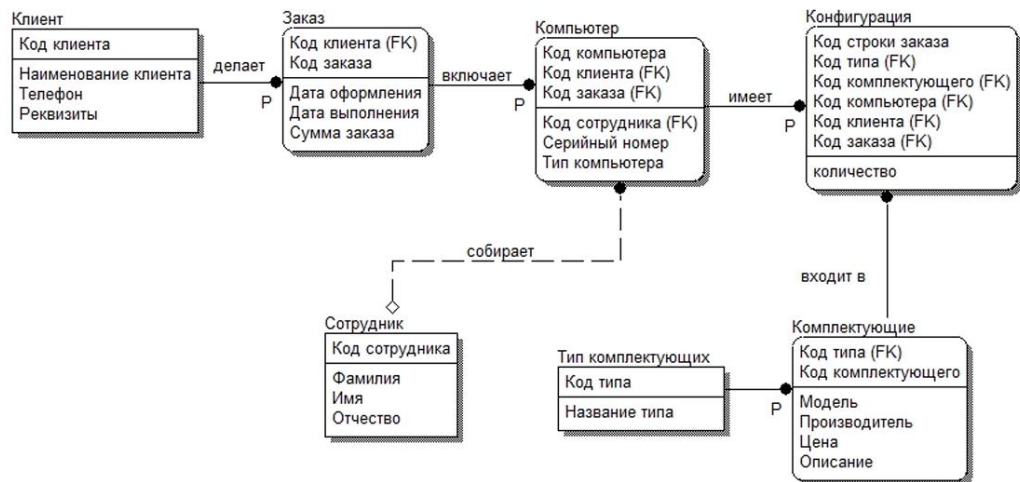 Клиент
Код клиента
Наименование клиента
Телефон
Реквизиты
делает
P
Заказ
Код клиента (FK)
Код заказа
Дата оформления
Дата выполнения
Сумма заказа
включает
P
Компьютер
Код компьютера
Код клиента (FK)
Код заказа (FK)
Код сотрудника (FK)
Серийный номер
Тип компьютера
имеет
P
Конфигурация
Код строки заказа
Код типа (FK)
Код комплектующего (FK)
Код компьютера (FK)
Код клиента (FK)
Код заказа (FK)
количество
собирает
входит в
Сотрудник
Код сотрудника
Фамилия
Имя
Отчество
Тип комплектующих
Код типа
Название типа
P
Комплектующие
Код типа (FK)
Код комплектующего
Модель
Производитель
Цена
Описание